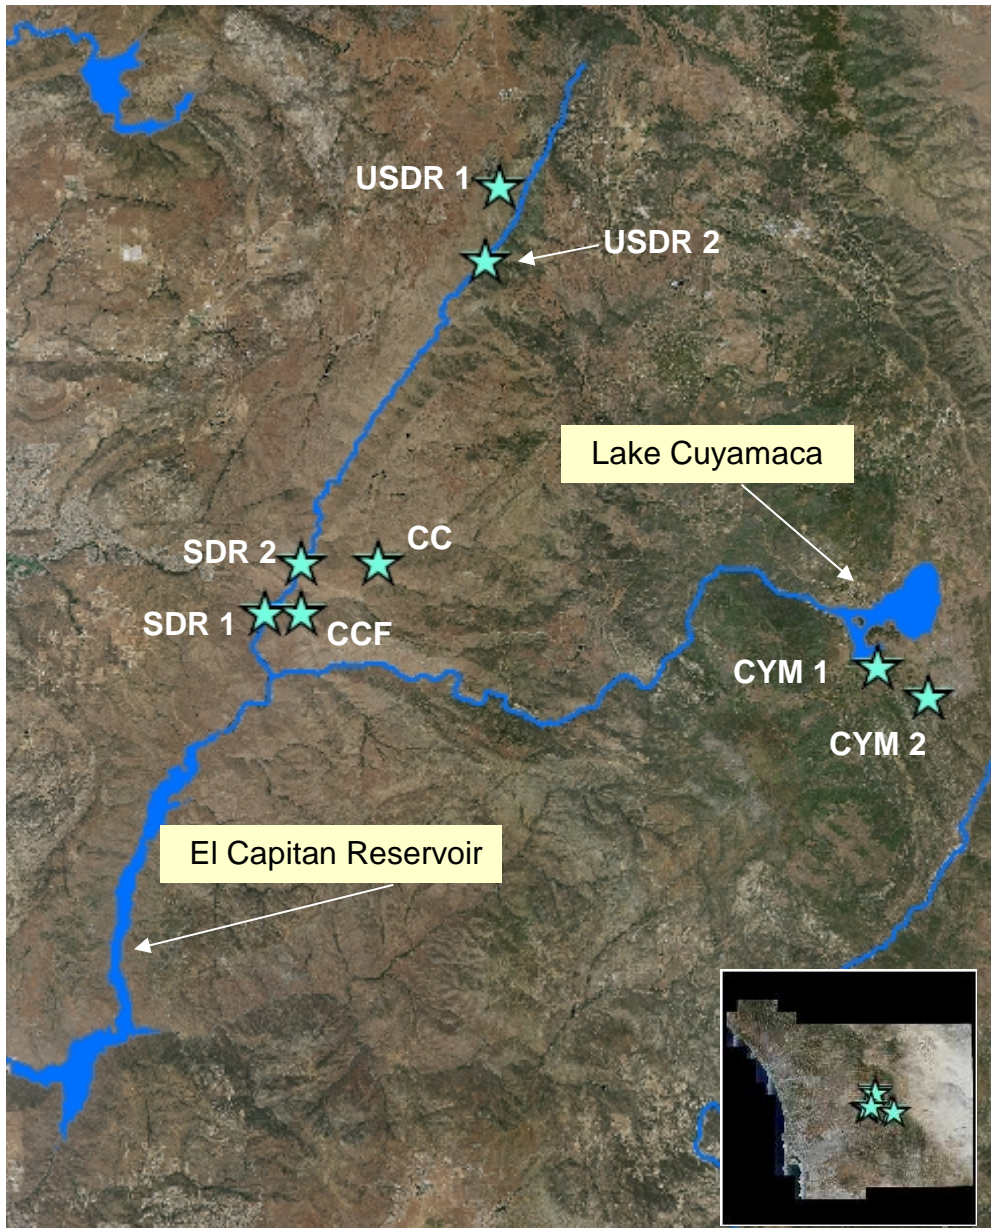 USDR 1
USDR 2
Lake Cuyamaca
SDR 2
CC
SDR 1
CCF
CYM 1
CYM 2
El Capitan Reservoir